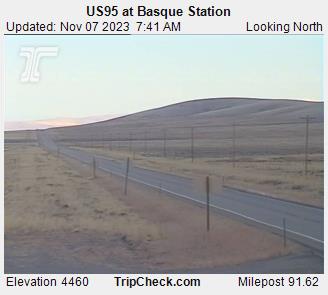 US95 at Basque Station
Updated: Nov 07 2023 7:41 AM Looking North
Elevation 4460 TripCheck.com Milepost 91.62